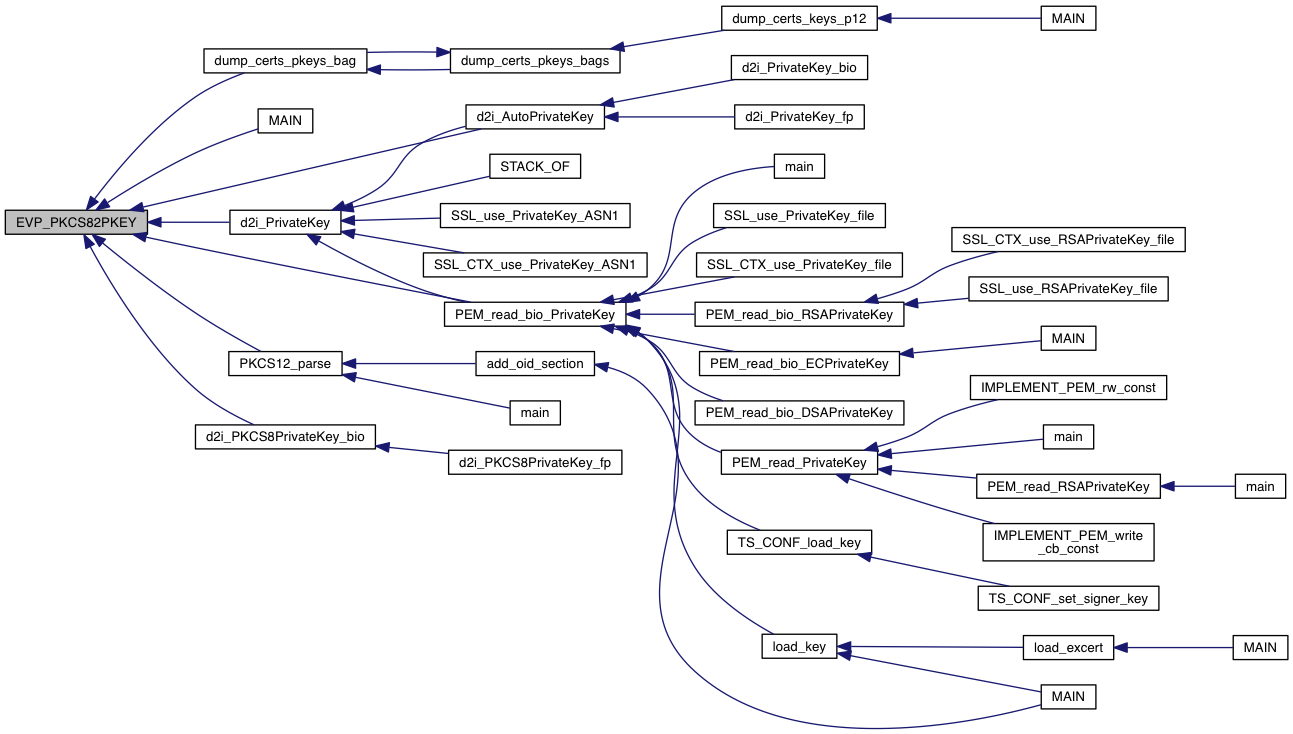 dump_certs_keys_p12
MAIN
dump_certs_pkeys_bag
dump_certs_pkeys_bags
d2i_PrivateKey_bio
MAIN
d2i_AutoPrivateKey
d2i_PrivateKey_fp
STACK_OF
main
EVP_PKCS82PKEY
d2i_PrivateKey
SSL_use_PrivateKey_ASN1
SSL_use_PrivateKey_file
SSL_CTX_use_RSAPrivateKey_file
SSL_CTX_use_PrivateKey_ASN1
SSL_CTX_use_PrivateKey_file
SSL_use_RSAPrivateKey_file
PEM_read_bio_PrivateKey
PEM_read_bio_RSAPrivateKey
MAIN
PKCS12_parse
add_oid_section
PEM_read_bio_ECPrivateKey
IMPLEMENT_PEM_rw_const
main
PEM_read_bio_DSAPrivateKey
d2i_PKCS8PrivateKey_bio
main
d2i_PKCS8PrivateKey_fp
PEM_read_PrivateKey
PEM_read_RSAPrivateKey
main
IMPLEMENT_PEM_write
_cb_const
TS_CONF_load_key
TS_CONF_set_signer_key
load_key
load_excert
MAIN
MAIN